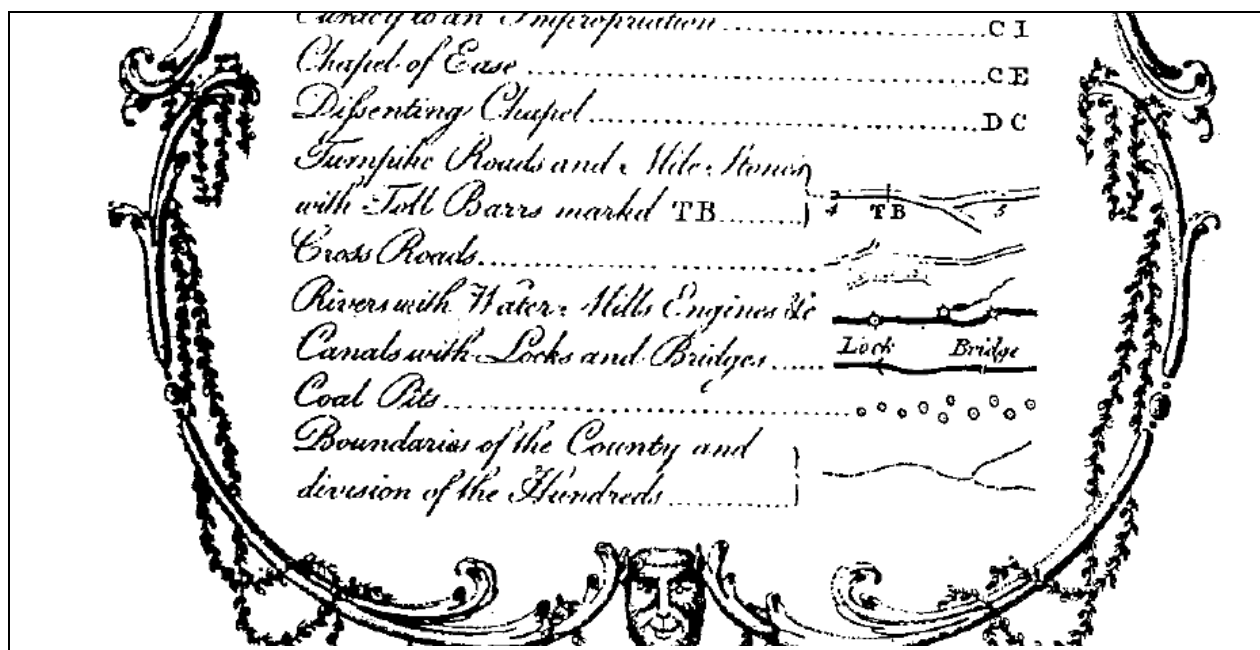 Curacy to an Impropriation C I
Chapel of Ease C E
Dissenting Chapel D C
Turnpike Roads and Mile Stones
with Toll Barrs markd TB
4 T B 5
Cross Roads
Rivers with Water Mills Engines &c
Canals with Locks and Bridges
Lock Bridge
Coal Pits
Boundaries of the County and
division of the Hundreds